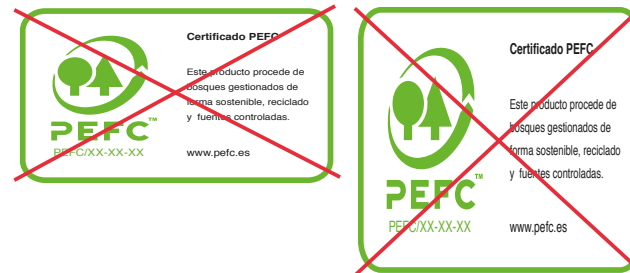 Certificado PEFC
Este producto procede de
bosques gestionados de
forma sostenible, reciclado
y fuentes controladas.
PEFC™
PEFC/XX-XX-XX
www.pefc.es
Certificado PEFC
Este producto procede de
bosques gestionados de
forma sostenible, reciclado
y fuentes controladas.
PEFC™
PEFC/XX-XX-XX
www.pefc.es